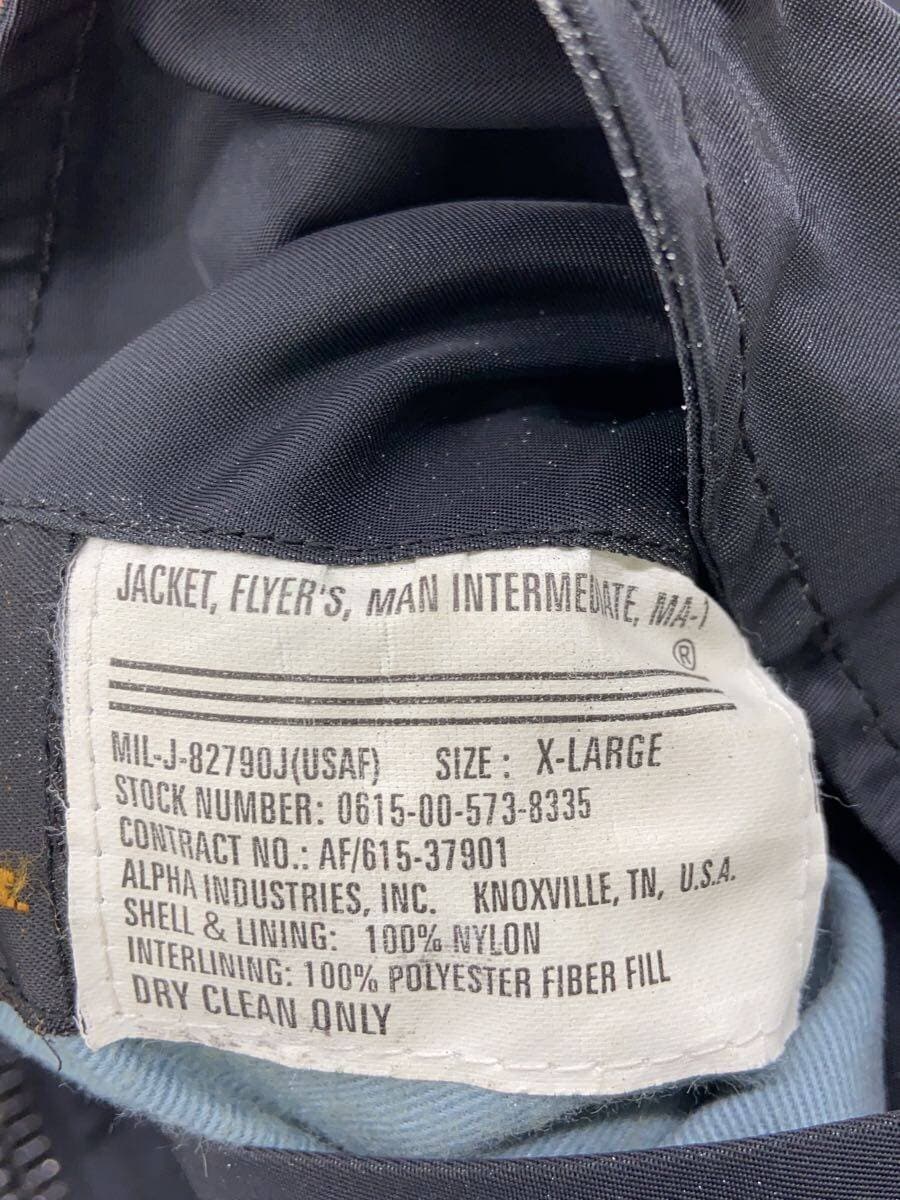 JACKET, FLYER'S, MAN INTERMEDIATE, MA-1
®
MIL-J-82790J(USAF) SIZE: X-LARGE
STOCK NUMBER: 0615-00-573-8335
CONTRACT NO.: AF/615-37901
ALPHA INDUSTRIES, INC. KNOXVILLE, TN, U.S.A.
SHELL & LINING: 100% NYLON
INTERLINING: 100% POLYESTER FIBER FILL
DRY CLEAN ONLY